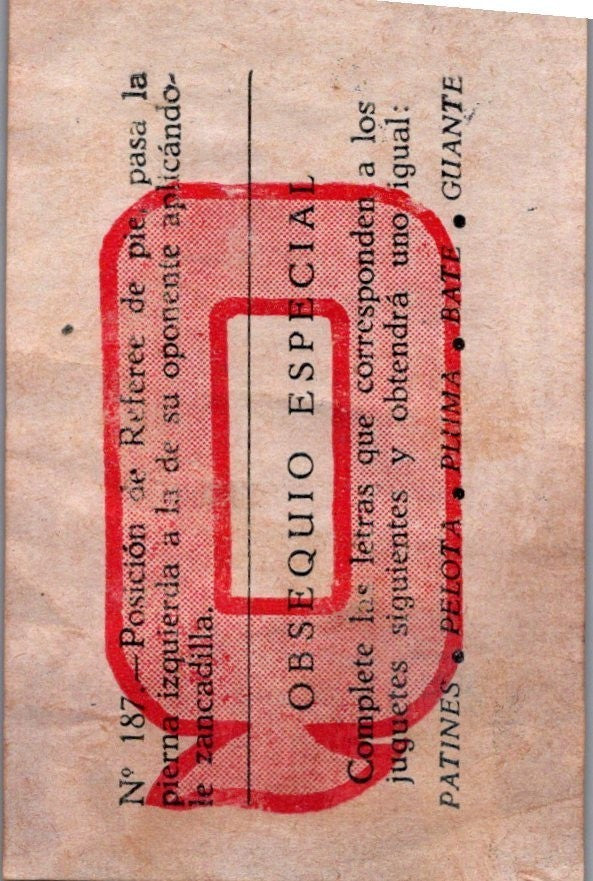 Nº 187.—Posición de Referee de pie, pasa la
pierna izquierda a la de su oponente aplicándo-
le zancadilla.
OBSEQUIO ESPECIAL
Complete las letras que corresponden a los
juguetes siguientes y obtendrá uno igual:
PATINES • PELOTA • PLUMA • BATE • GUANTE
Q